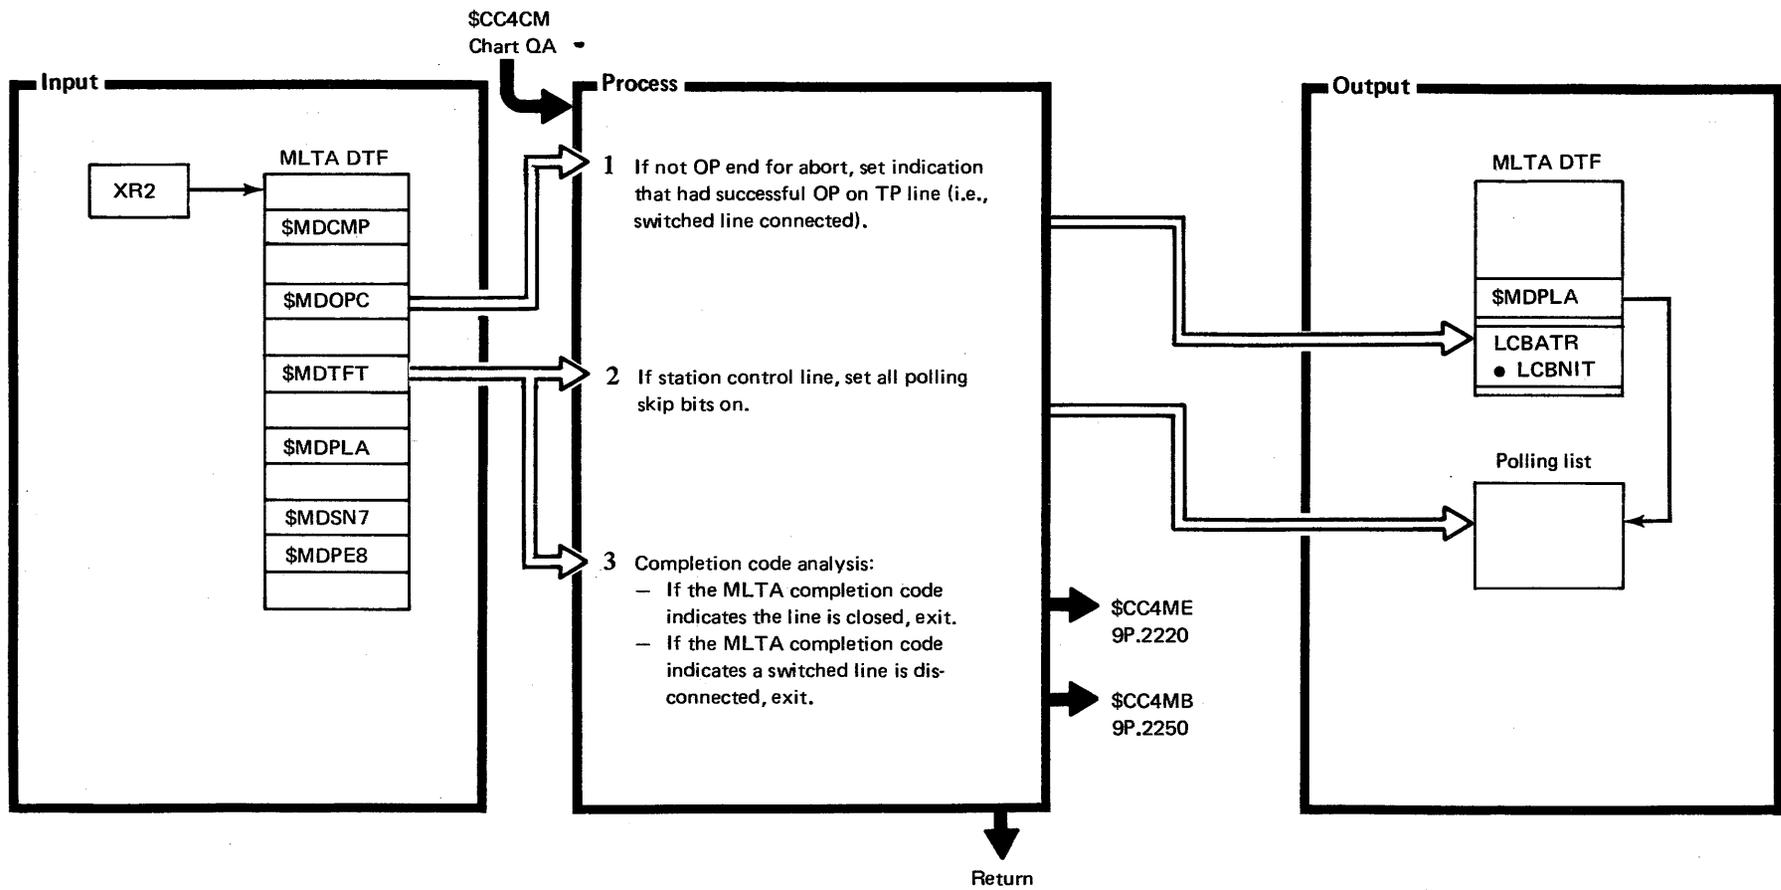 $CC4CM
Chart QA
Input
XR2
MLTA DTF
$MDCMP
$MDOPC
$MDTFT
$MDPLA
$MDSN7
$MDPE8
Process
1 If not OP end for abort, set indication
that had successful OP on TP line (i.e.,
switched line connected).
2 If station control line, set all polling
skip bits on.
3 Completion code analysis:
– If the MLTA completion code
indicates the line is closed, exit.
– If the MLTA completion code
indicates a switched line is dis-
connected, exit.
$CC4ME
9P.2220
$CC4MB
9P.2250
Return
Output
MLTA DTF
$MDPLA
LCBATR
● LCBNIT
Polling list